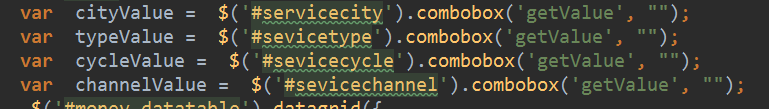 var cityValue = $('#servicecity').combobox('getValue', "");
var typeValue = $('#sevicetype').combobox('getValue', "");
var cycleValue = $('#sevicecycle').combobox('getValue', "");
var channelValue = $('#sevicechannel').combobox('getValue', "");
$('#money_datatable').datagrid({